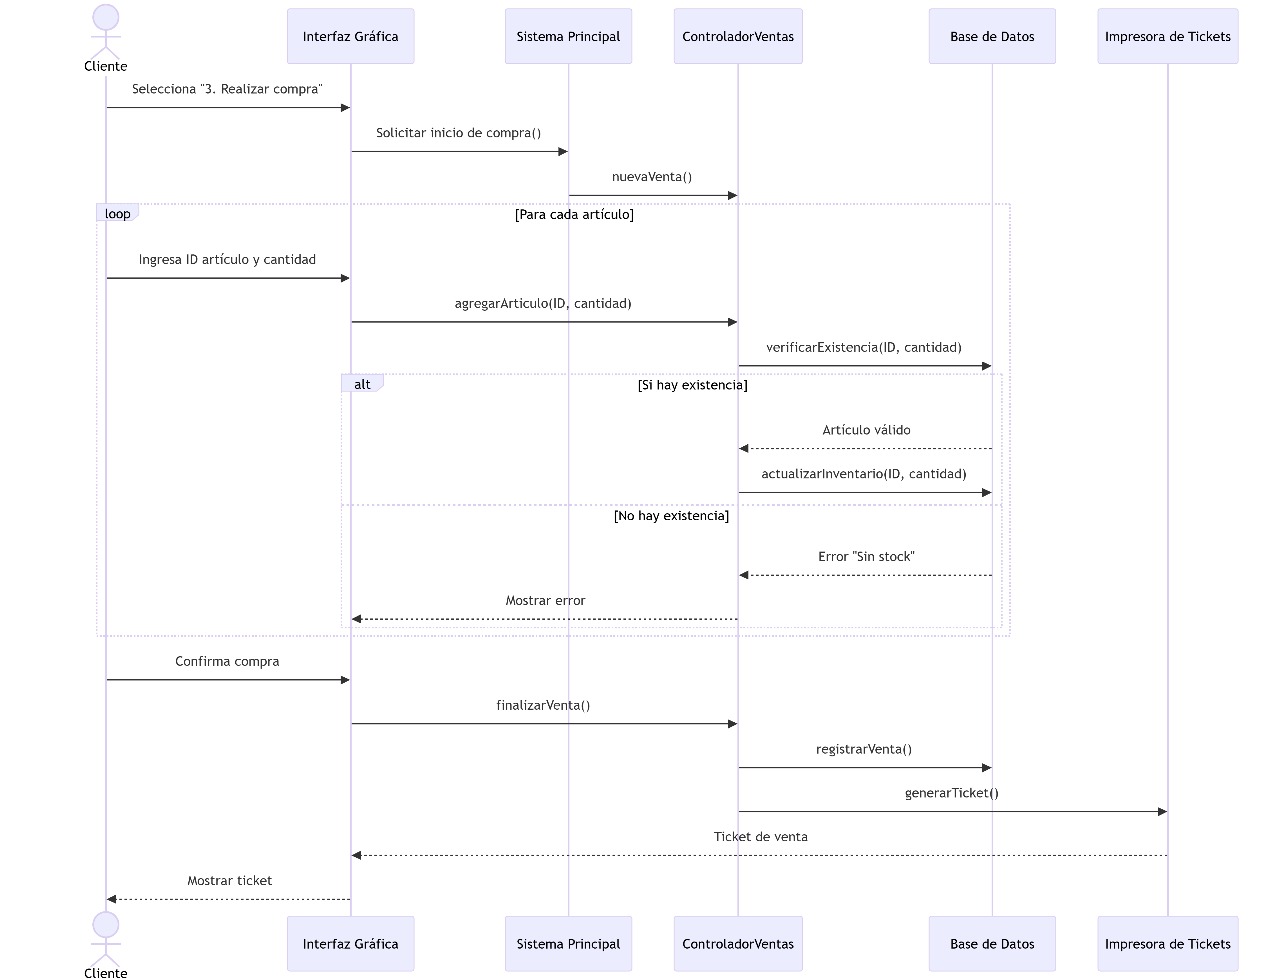 Cliente
Interfaz Gráfica
Sistema Principal
ControladorVentas
Base de Datos
Impresora de Tickets
Selecciona "3. Realizar compra"
Solicitar inicio de compra()
nuevaVenta()
loop
[Para cada artículo]
Ingresa ID artículo y cantidad
agregarArticulo(ID, cantidad)
verificarExistencia(ID, cantidad)
alt
[Si hay existencia]
Artículo válido
actualizarInventario(ID, cantidad)
[No hay existencia]
Error "Sin stock"
Mostrar error
Confirma compra
finalizarVenta()
registrarVenta()
generarTicket()
Ticket de venta
Mostrar ticket
Cliente
Interfaz Gráfica
Sistema Principal
ControladorVentas
Base de Datos
Impresora de Tickets